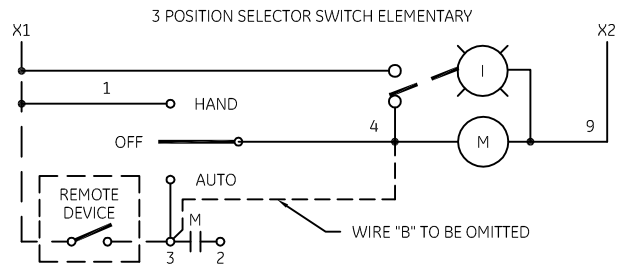 3 POSITION SELECTOR SWITCH ELEMENTARY
X1
X2
I
1
HAND
4
9
OFF
M
AUTO
REMOTE
DEVICE
M
WIRE "B" TO BE OMITTED
3
2